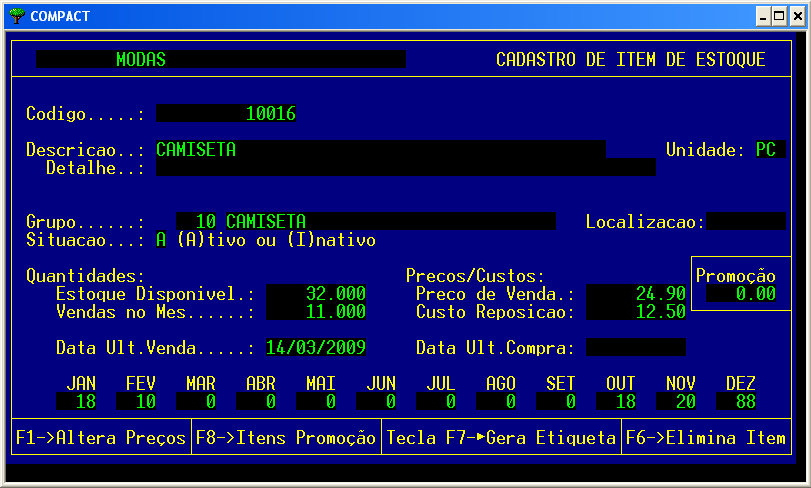 COMPACT
MODAS CADASTRO DE ITEM DE ESTOQUE
Codigo.....: 10016
Descricao..: CAMISETA Unidade: PC
Detalhe..:
Grupo......: 10 CAMISETA Localizacao:
Situacao...: A (A)tivo ou (I)nativo
Quantidades: Precos/Custos: Promoção
Estoque Disponivel.: 32.000 Preco de Venda.: 24.90 0.00
Vendas no Mes......: 11.000 Custo Reposicao: 12.50
Data Ult.Venda.....: 14/03/2009 Data Ult.Compra:
JAN FEV MAR ABR MAI JUN JUL AGO SET OUT NOV DEZ
18 10 0 0 0 0 0 0 0 18 20 88
F1->Altera Preços F8->Itens Promoção Tecla F7-►Gera Etiqueta F6->Elimina Item